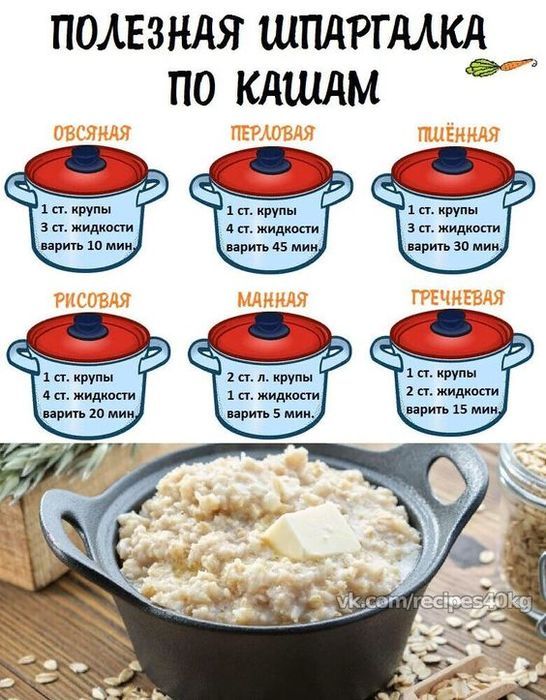 ПОЛЕЗНАЯ ШПАРГАЛКА
ПО КАШАМ
ОВСЯНАЯ
1 ст. крупы
3 ст. жидкости
варить 10 мин.
ПЕРЛОВАЯ
1 ст. крупы
4 ст. жидкости
варить 45 мин.
ПШЁННАЯ
1 ст. крупы
3 ст. жидкости
варить 30 мин.
РИСОВАЯ
1 ст. крупы
4 ст. жидкости
варить 20 мин.
МАННАЯ
2 ст. л. крупы
1 ст. жидкости
варить 5 мин.
ГРЕЧНЕВАЯ
1 ст. крупы
2 ст. жидкости
варить 15 мин.
vk.com/recipes40kg